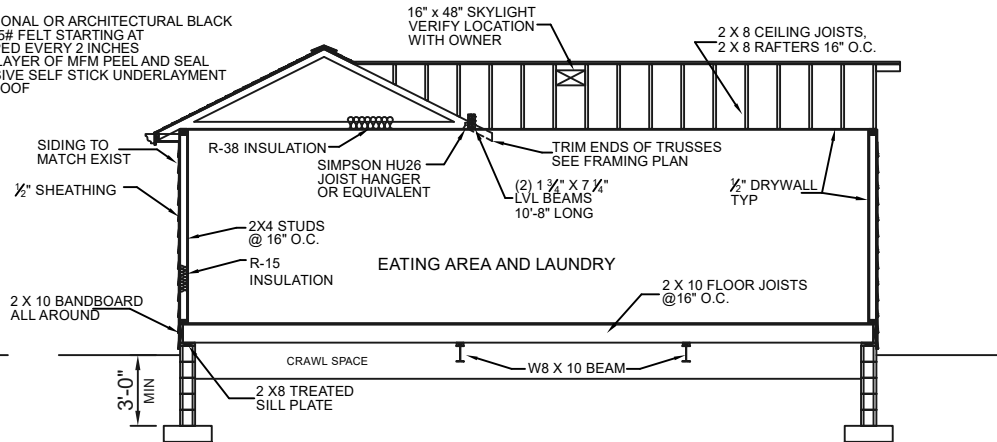 ONAL OR ARCHITECTURAL BLACK
5# FELT STARTING AT
PED EVERY 2 INCHES
LAYER OF MFM PEEL AND SEAL
SIVE SELF STICK UNDERLAYMENT
OOF
16" x 48" SKYLIGHT
VERIFY LOCATION
WITH OWNER
2 X 8 CEILING JOISTS,
2 X 8 RAFTERS 16" O.C.
SIDING TO
MATCH EXIST
R-38 INSULATION
SIMPSON HU26
JOIST HANGER
OR EQUIVALENT
TRIM ENDS OF TRUSSES
SEE FRAMING PLAN
(2) 1 3/4" X 7 1/4"
LVL BEAMS
10'-8" LONG
½" DRYWALL
TYP
½" SHEATHING
2X4 STUDS
@ 16" O.C.
R-15
INSULATION
EATING AREA AND LAUNDRY
2 X 10 FLOOR JOISTS
@16" O.C.
2 X 10 BANDBOARD
ALL AROUND
CRAWL SPACE
W8 X 10 BEAM
3'-0"
MIN
2 X8 TREATED
SILL PLATE